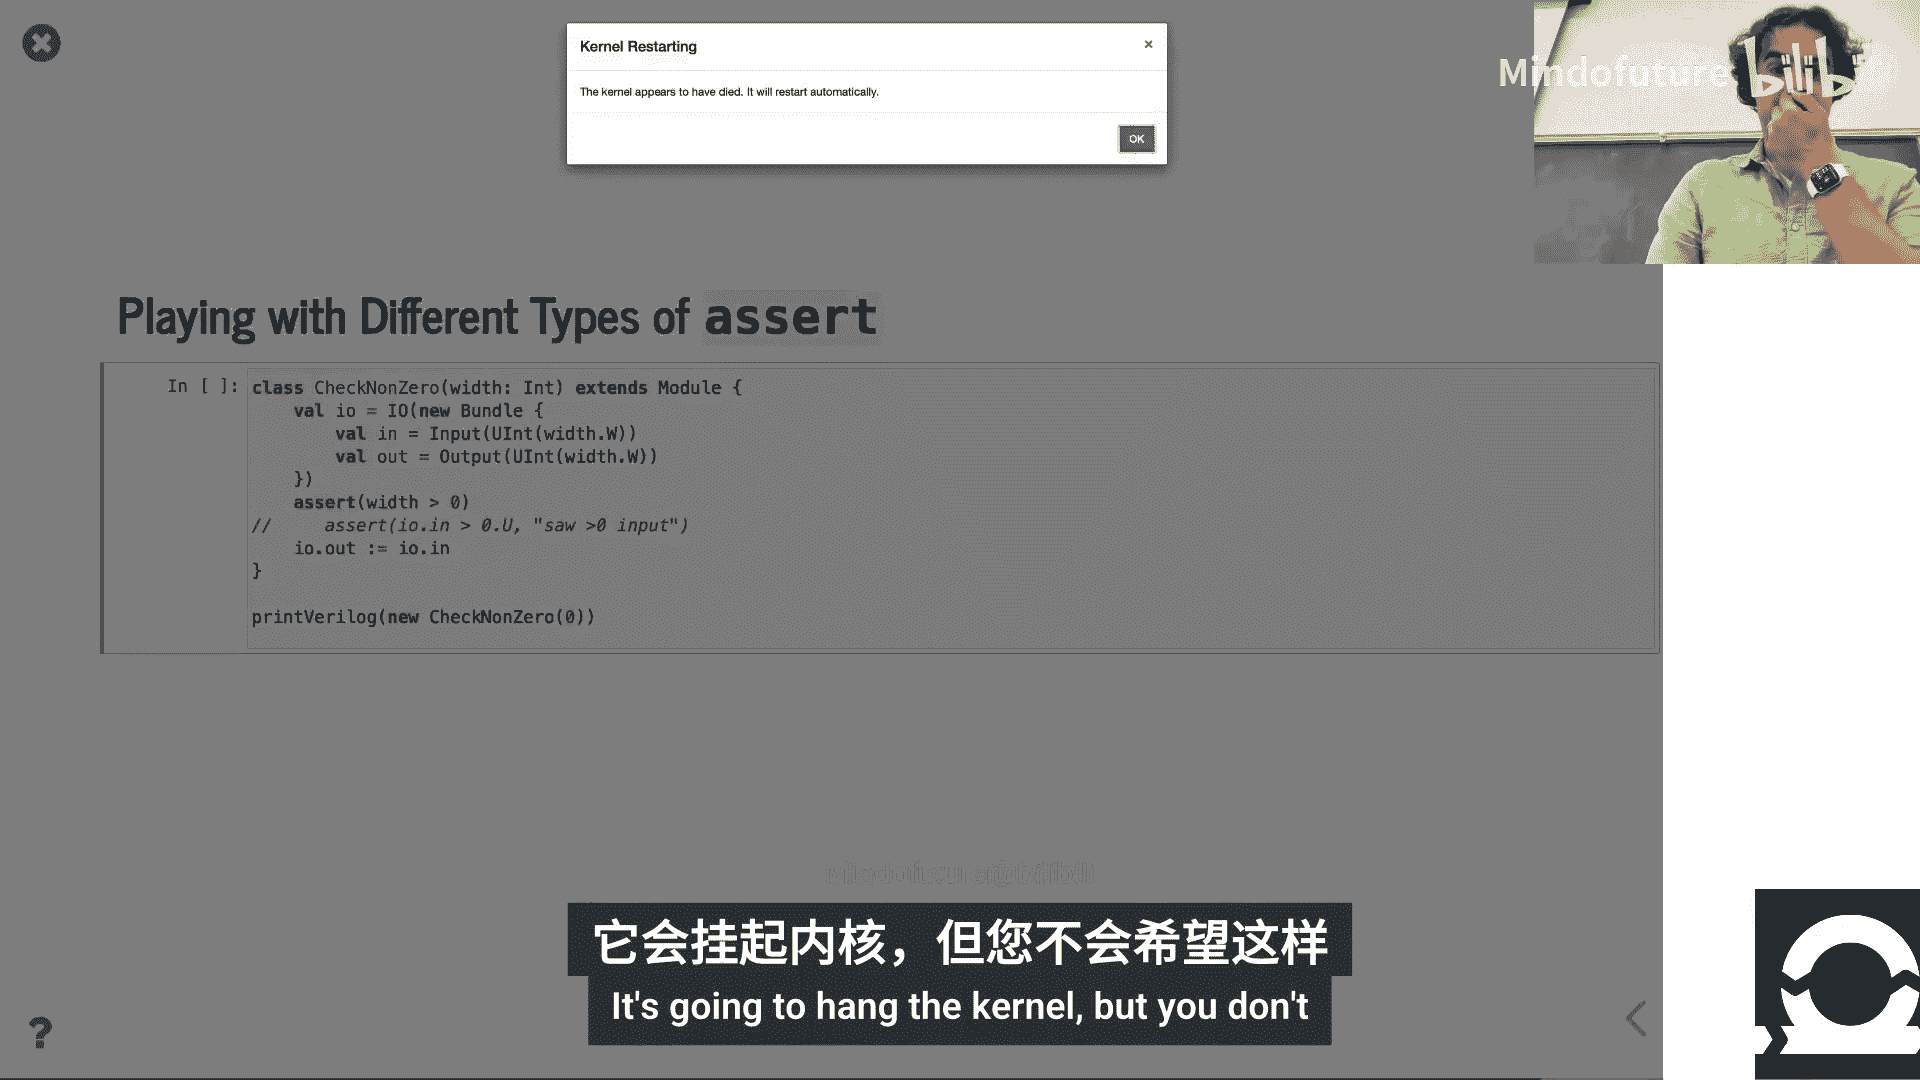 Kernel Restarting
×
The kernel appears to have died. It will restart automatically.
OK
Mindofuture
bilibili
Playing with Different Types of assert
In [ ]:
class CheckNonZero(width: Int) extends Module {
    val io = IO(new Bundle {
        val in = Input(UInt(width.W))
        val out = Output(UInt(width.W))
    })
    assert(width > 0)
//     assert(io.in > 0.U, "saw >0 input")
    io.out := io.in
}
printVerilog(new CheckNonZero(0))
Mindofuture@bilibili
它会挂起内核，但您不会希望这样
It's going to hang the kernel, but you don't
?